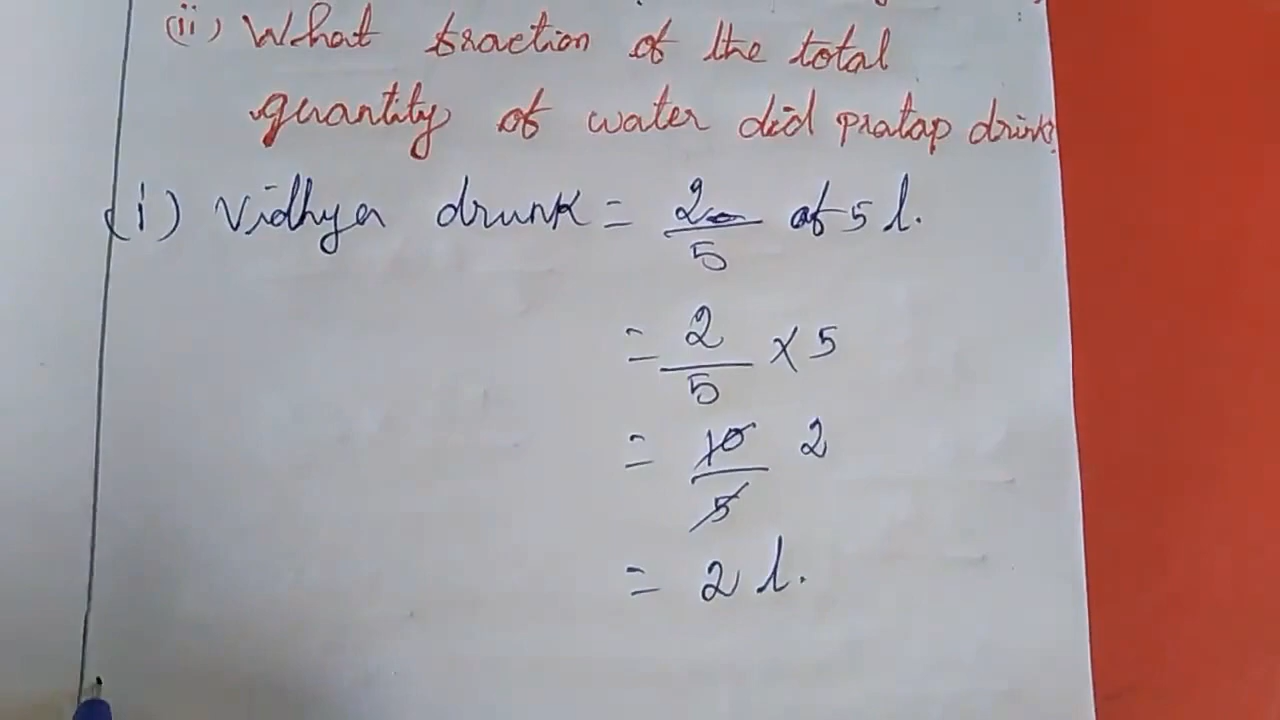 (ii) What fraction of the total
quantity of water did pratap drink?
(i) Vidhya drunk = 2/5 of 5 l.
= 2/5 × 5
= 10/5 2
= 2 l.